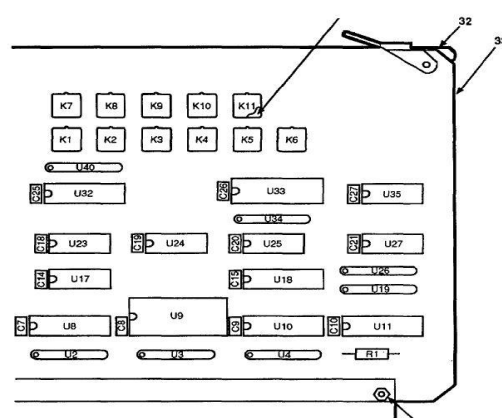 32
K7 K8 K9 K10 K11
K1 K2 K3 K4 K5 K6
U40
C25 U32 C26 U33 C27 U35
U34
C18 U23 C19 U24 C20 U25 C21 U27
C14 U17 C15 U18 U26
U19
U9
C7 U8 C8 C9 U10 C10 U11
U2 U3 U4 R1